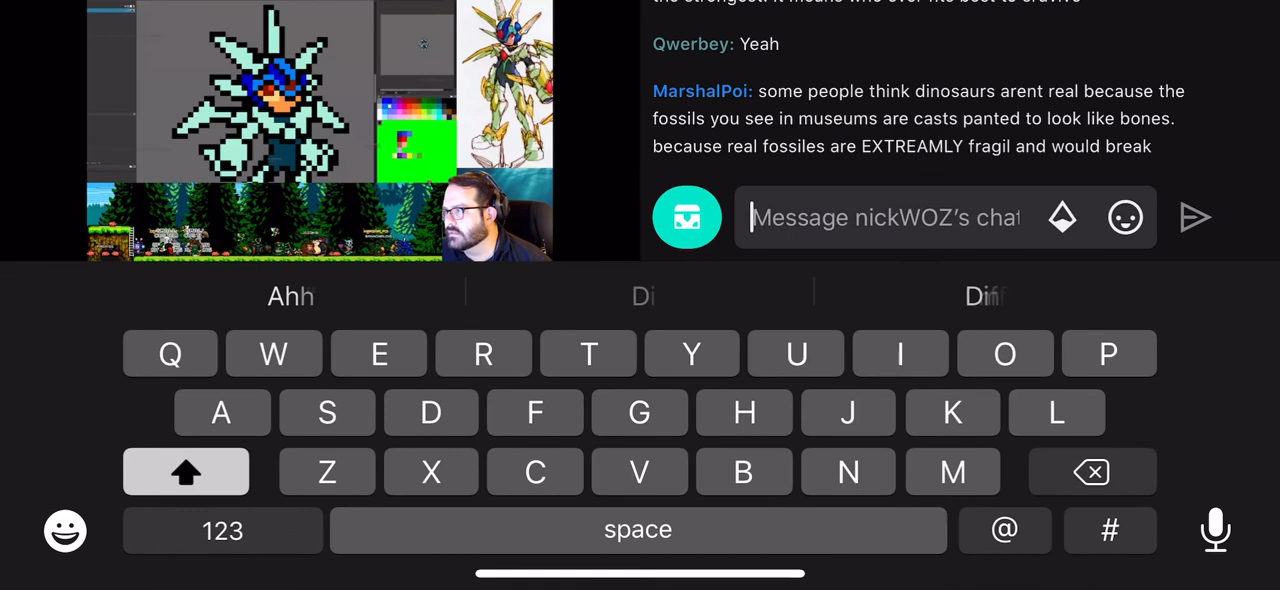 Qwerbey: Yeah
MarshalPoi: some people think dinosaurs arent real because the
fossils you see in museums are casts panted to look like bones.
because real fossiles are EXTREAMLY fragil and would break
Message nickWOZ's chat
Ahh
Di
Q W E R T Y U I O P
A S D F G H J K L
Z X C V B N M
123 space @ #